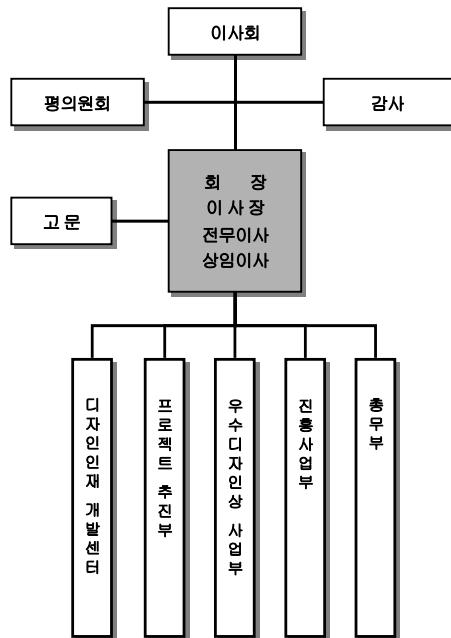 이사회
평의원회
감사
회 장
이 사 장
전무이사
상임이사
고 문
디자인인재 개발센터
프로젝트 추진부
우수디자인상 사업부
진흥사업부
총무부